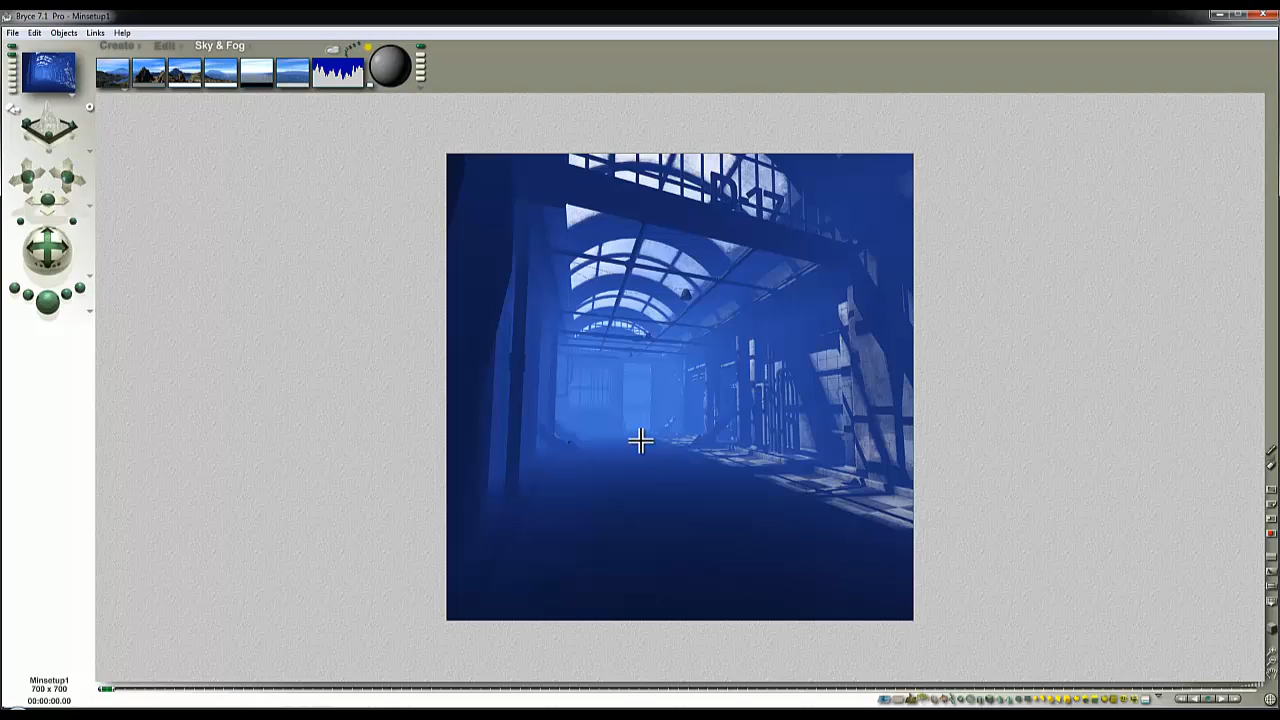 Bryce 7.1 Pro - Minsetup1
File Edit Objects Links Help
Create Edit Sky & Fog
D-17
Minsetup1
700 x 700
00:00:00.00